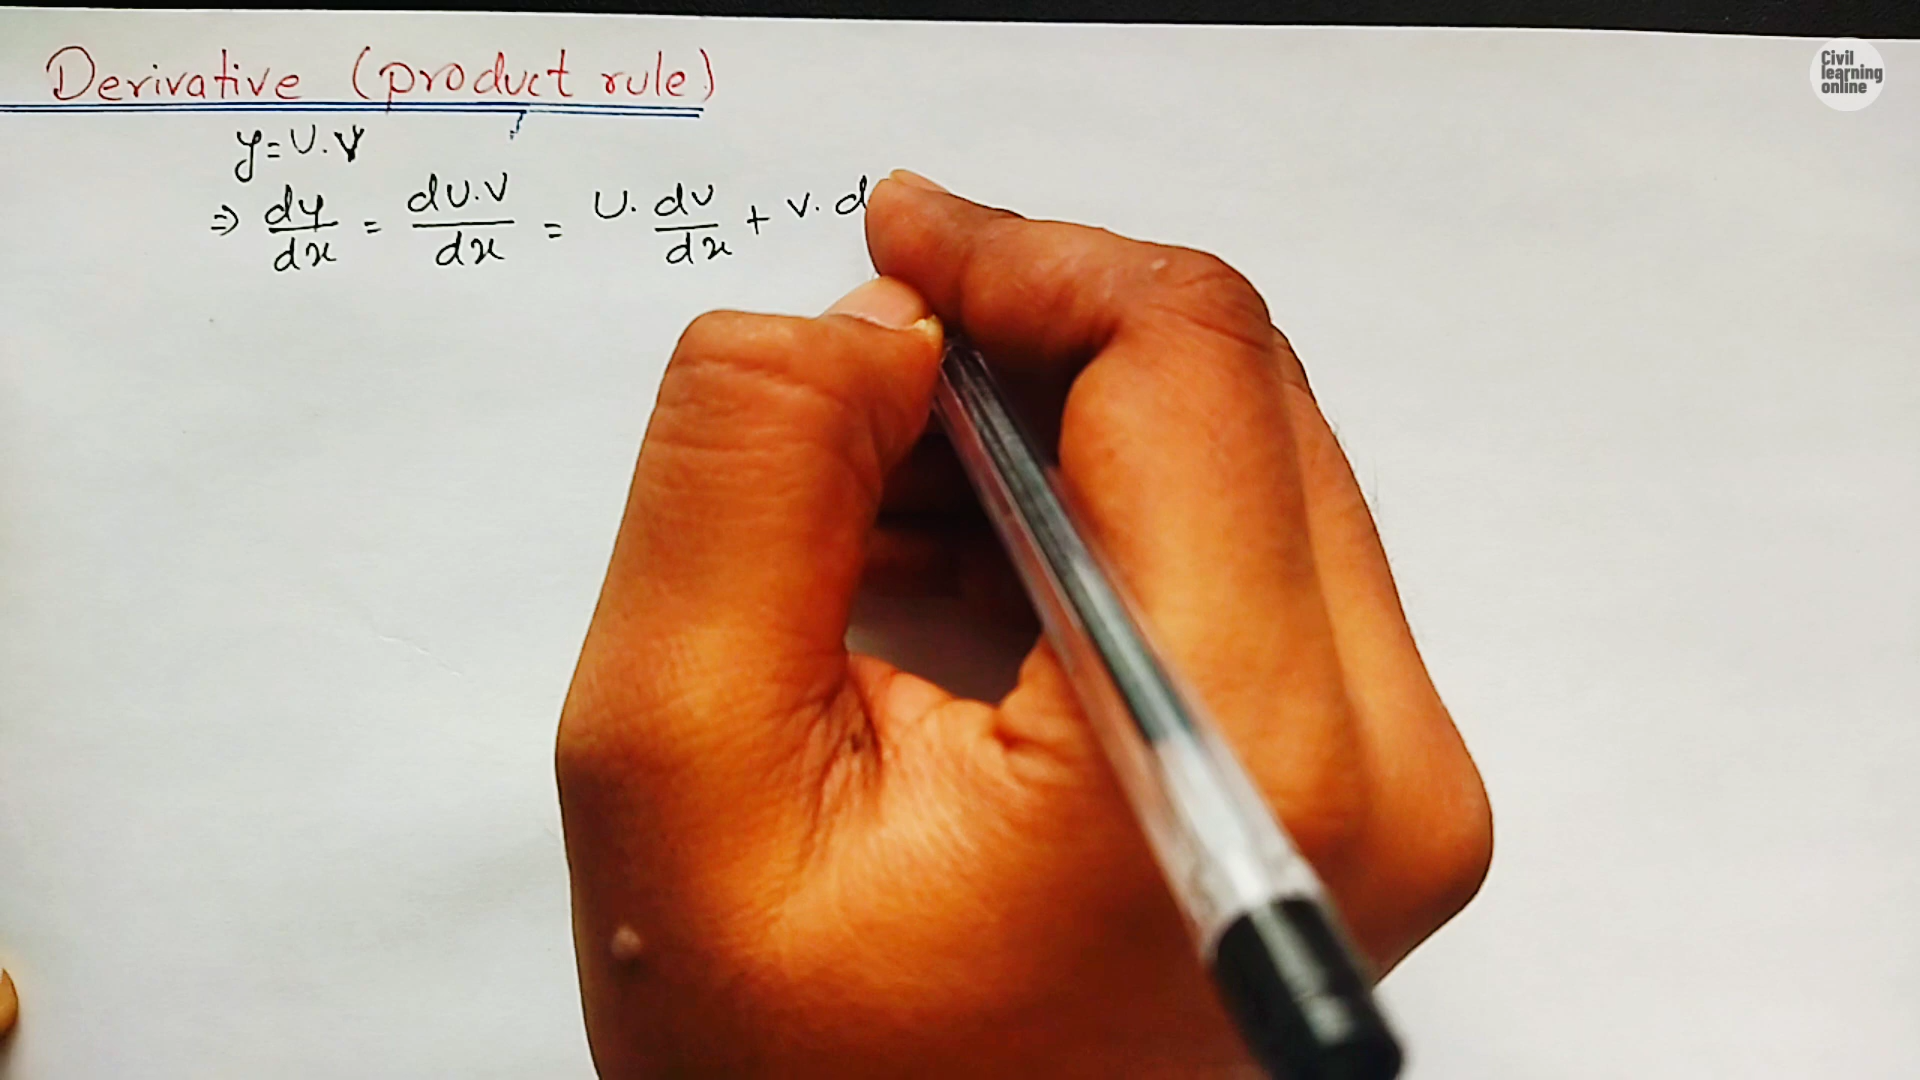 Derivative (product rule)
y = U.V
⇒ dy/dx = dU.V/dx = U. dv/dx + V. d
Civil
learning
online